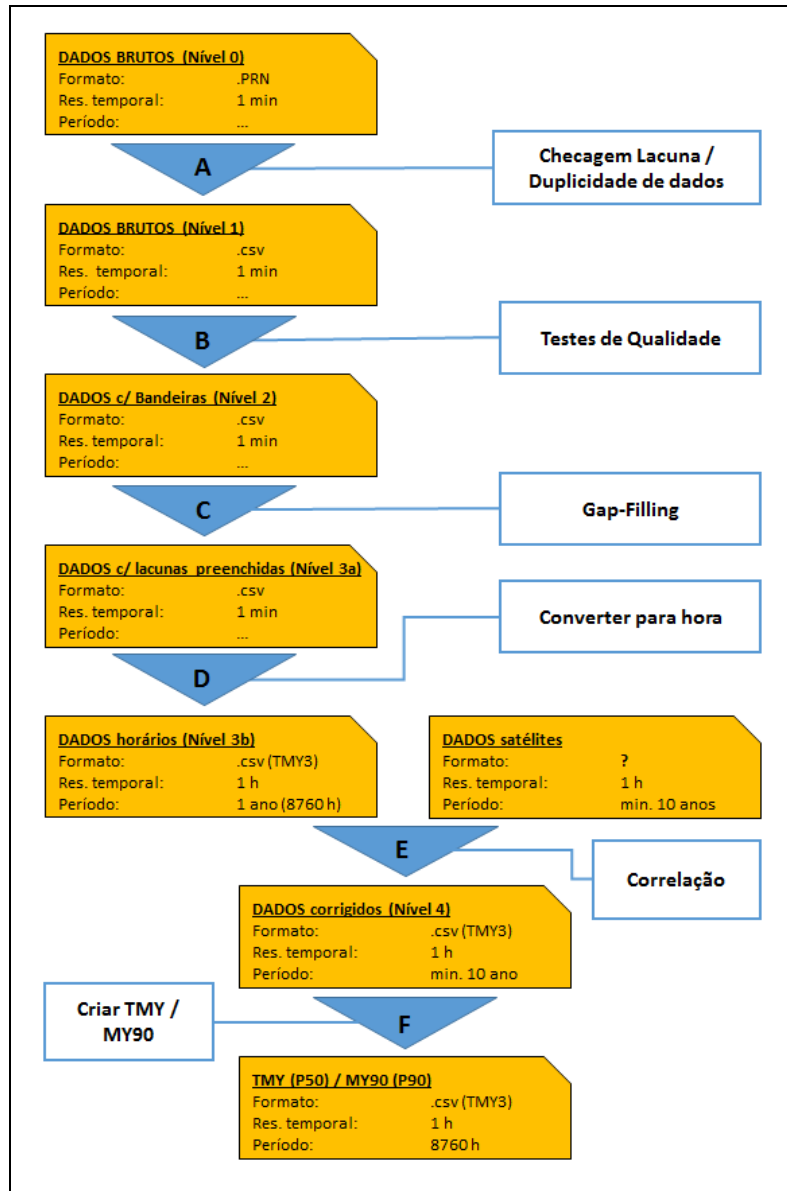 DADOS BRUTOS (Nível 0)
Formato: .PRN
Res. temporal: 1 min
Período: ...
A
Checagem Lacuna /
Duplicidade de dados
DADOS BRUTOS (Nível 1)
Formato: .csv
Res. temporal: 1 min
Período: ...
B
Testes de Qualidade
DADOS c/ Bandeiras (Nível 2)
Formato: .csv
Res. temporal: 1 min
Período: ...
C
Gap-Filling
DADOS c/ lacunas preenchidas (Nível 3a)
Formato: .csv
Res. temporal: 1 min
Período: ...
Converter para hora
D
DADOS horários (Nível 3b)
Formato: .csv (TMY3)
Res. temporal: 1 h
Período: 1 ano (8760 h)
DADOS satélites
Formato: ?
Res. temporal: 1 h
Período: min. 10 anos
E
Correlação
DADOS corrigidos (Nível 4)
Formato: .csv (TMY3)
Res. temporal: 1 h
Período: min. 10 ano
Criar TMY /
MY90
F
TMY (P50) / MY90 (P90)
Formato: .csv (TMY3)
Res. temporal: 1 h
Período: 8760 h